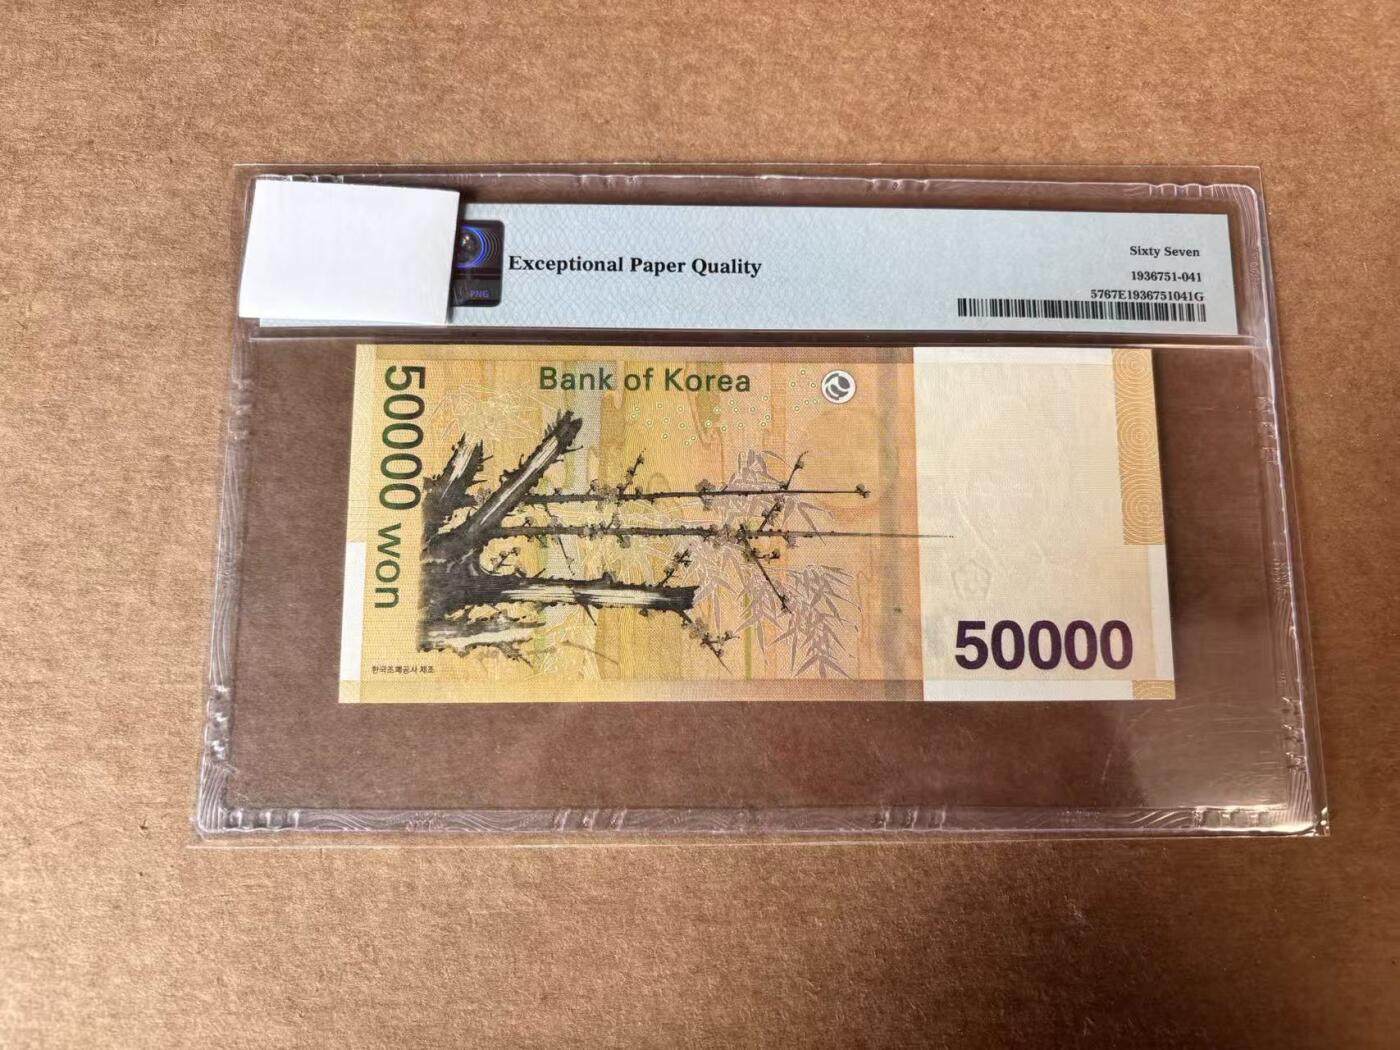 PNG
Exceptional Paper Quality
Sixty Seven
1936751-041
5767E1936751041G
Bank of Korea
50000 won
50000
한국조폐공사 제조